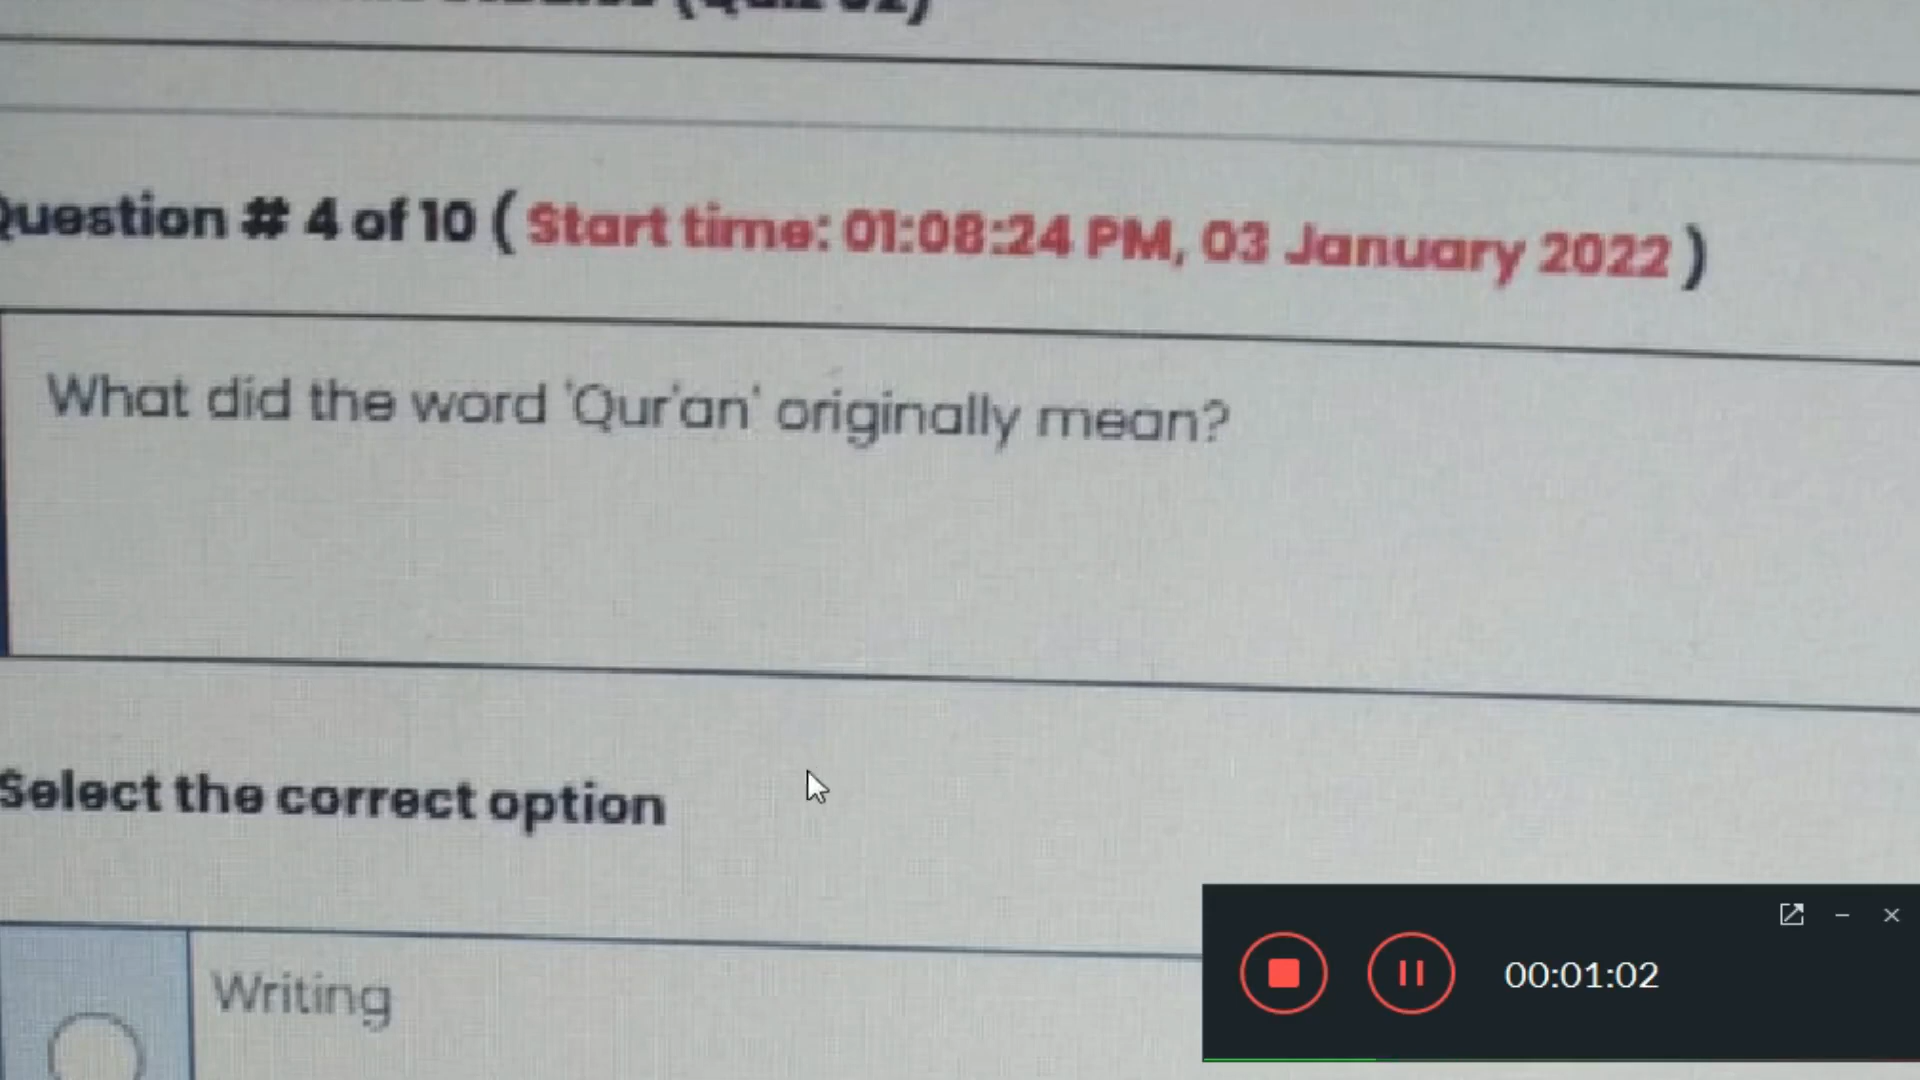 Question # 4 of 10 ( Start time: 01:08:24 PM, 03 January 2022 )
What did the word 'Qur'an' originally mean?
Select the correct option
Writing
00:01:02